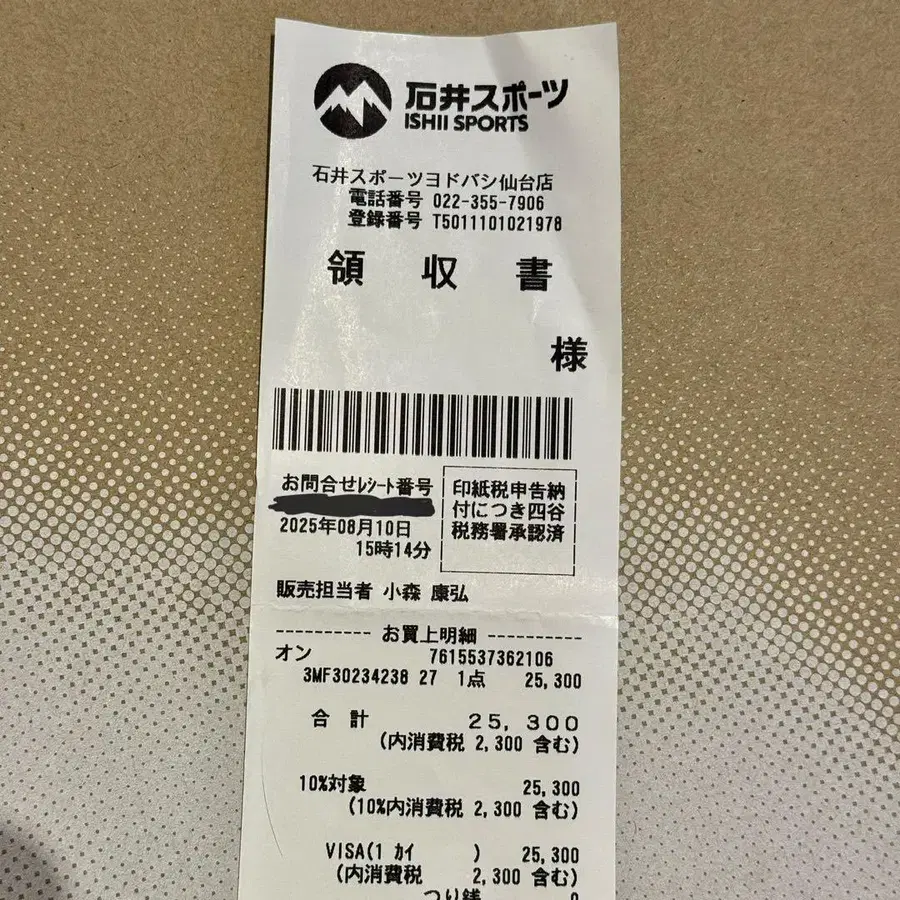 石井スポーツ
ISHII SPORTS
石井スポーツヨドバシ仙台店
電話番号 022-355-7906
登録番号 T5011101021978
領 収 書
様
お問合せﾚｼｰﾄ番号
2025年08月10日
15時14分
印紙税申告納
付につき四谷
税務署承認済
販売担当者 小森 康弘
---------- お買上明細 ----------
オン 7615537362106
3MF30234238 27 1点 25,300
合 計 25,300
(内消費税 2,300 含む)
10%対象 25,300
(10%内消費税 2,300 含む)
VISA(1 ｶｲ ) 25,300
(内消費税 2,300 含む)
つり銭 0